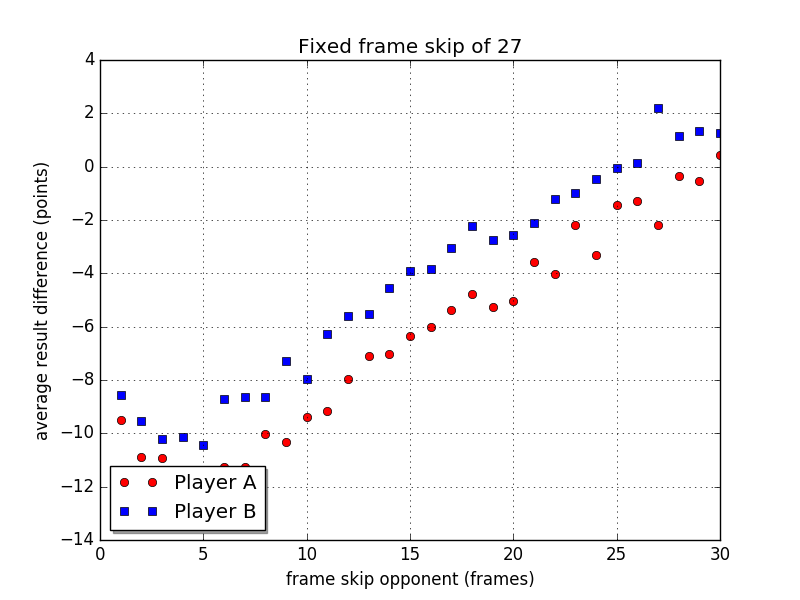 Fixed frame skip of 27
average result difference (points)
4
2
0
−2
−4
−6
−8
−10
−12
−14
Player A
Player B
0 5 10 15 20 25 30
frame skip opponent (frames)